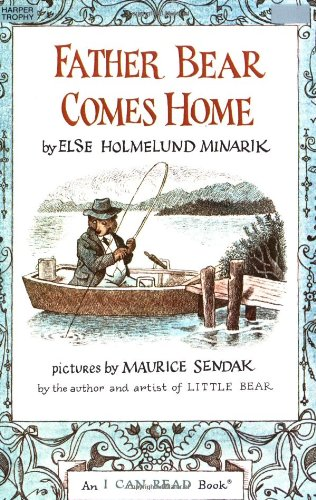 HARPER
TROPHY
FATHER BEAR
COMES HOME
by ELSE HOLMELUND MINARIK
pictures by MAURICE SENDAK
by the author and artist of LITTLE BEAR
An I CAN READ Book®